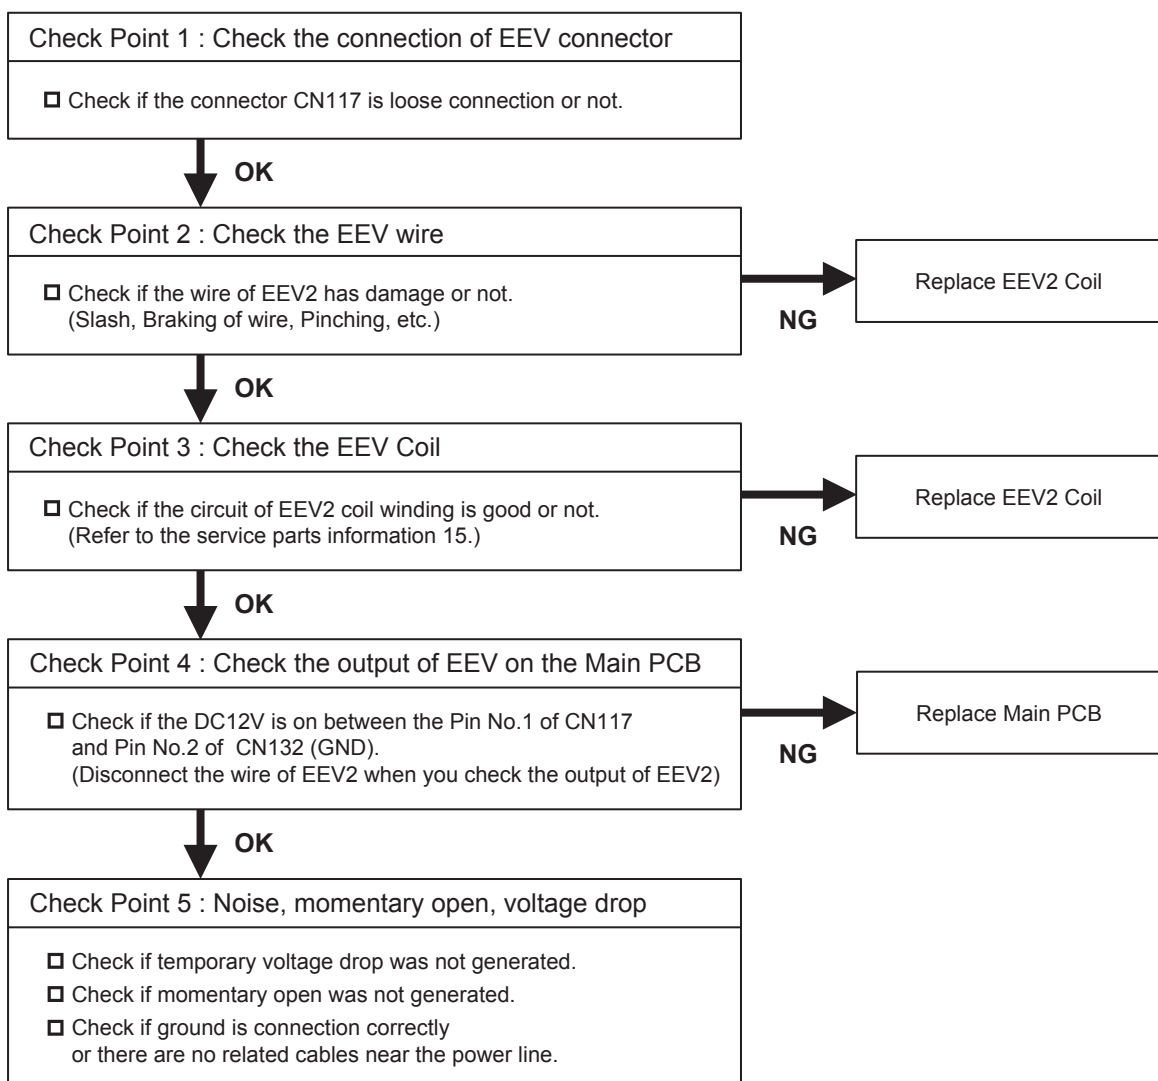 Check Point 1 : Check the connection of EEV connector
Check if the connector CN117 is loose connection or not.
OK
Check Point 2 : Check the EEV wire
Check if the wire of EEV2 has damage or not.
(Slash, Braking of wire, Pinching, etc.)
NG
Replace EEV2 Coil
OK
Check Point 3 : Check the EEV Coil
Check if the circuit of EEV2 coil winding is good or not.
(Refer to the service parts information 15.)
NG
Replace EEV2 Coil
OK
Check Point 4 : Check the output of EEV on the Main PCB
Check if the DC12V is on between the Pin No.1 of CN117
and Pin No.2 of CN132 (GND).
(Disconnect the wire of EEV2 when you check the output of EEV2)
NG
Replace Main PCB
OK
Check Point 5 : Noise, momentary open, voltage drop
Check if temporary voltage drop was not generated.
Check if momentary open was not generated.
Check if ground is connection correctly
or there are no related cables near the power line.